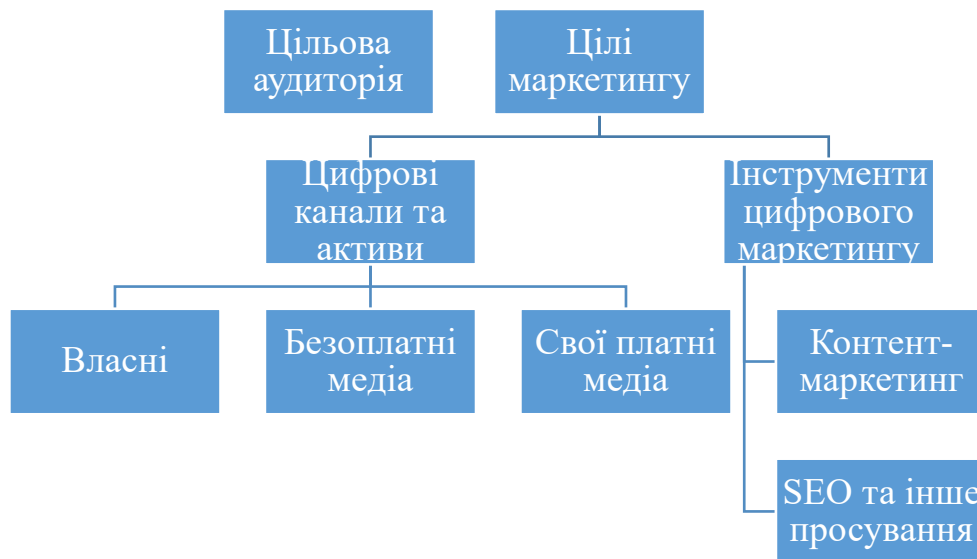 Цільова
аудиторія
Цілі
маркетингу
Цифрові
канали та
активи
Інструменти
цифрового
маркетингу
Власні
Безоплатні
медіа
Свої платні
медіа
Контент-
маркетинг
SEO та інше
просування